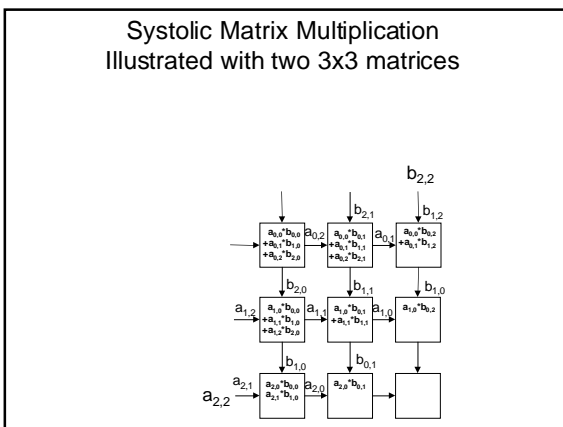 Systolic Matrix Multiplication
Illustrated with two 3x3 matrices
b2,2
b2,1 b1,2
a0,0*b0,0 a0,2 a0,0*b0,1 a0,1 a0,0*b0,2
+a0,1*b1,0 +a0,1*b1,1 +a0,1*b1,2
+a0,2*b2,0 +a0,2*b2,1
b2,0 b1,1 b1,0
a1,2 a1,0*b0,0 a1,1 a1,0*b0,1 a1,0 a1,0*b0,2
+a1,1*b1,0 +a1,1*b1,1
+a1,2*b2,0
b1,0 b0,1
a2,2 a2,1 a2,0*b0,0 a2,0 a2,0*b0,1
a2,1*b1,0